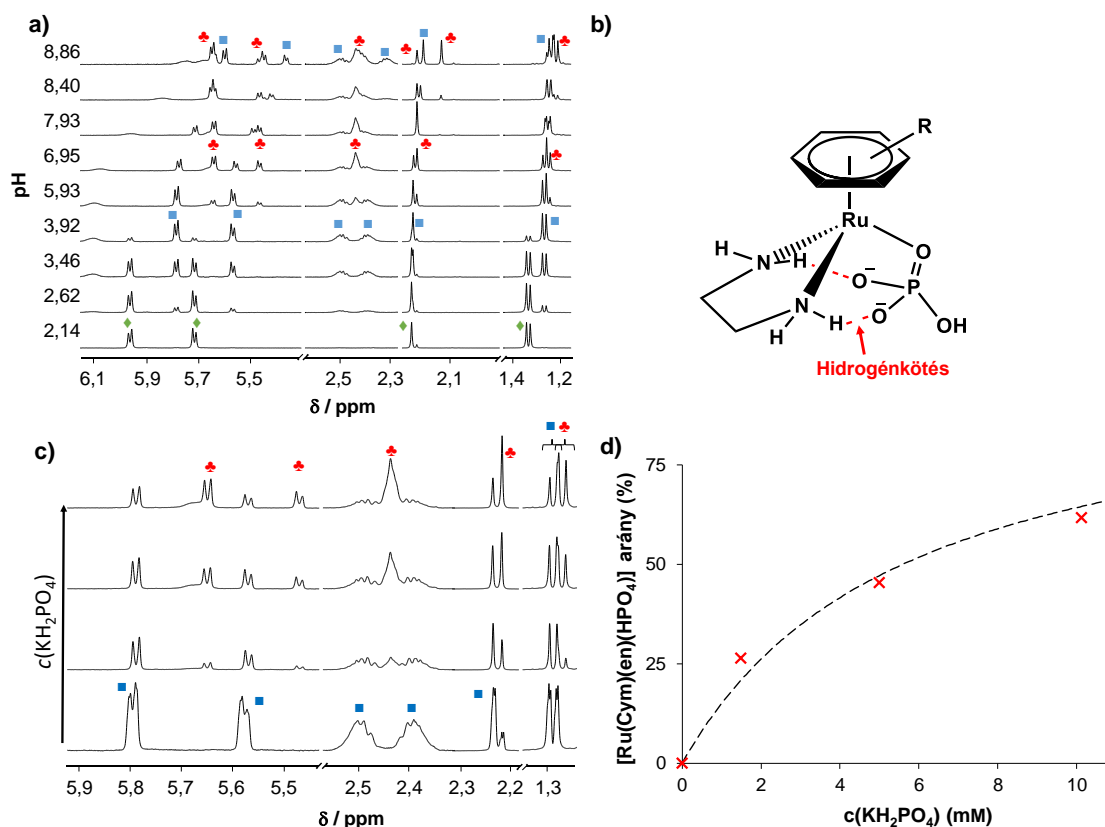 a)
pH
8,86
8,40
7,93
6,95
5,93
3,92
3,46
2,62
2,14
6,1 5,9 5,7 5,5 2,5 2,3 2,2 2,1 1,4 1,2
δ / ppm
b)
R
Ru
H H
N O
O⁻ P
N O⁻
H H OH
Hidrogénkötés
c)
c(KH₂PO₄)
5,9 5,8 5,7 5,6 5,5 2,5 2,4 2,3 2,2 1,3
δ / ppm
d)
[Ru(Cym)(en)(HPO₄)] arány (%)
75
50
25
0
0 2 4 6 8 10
c(KH₂PO₄) (mM)